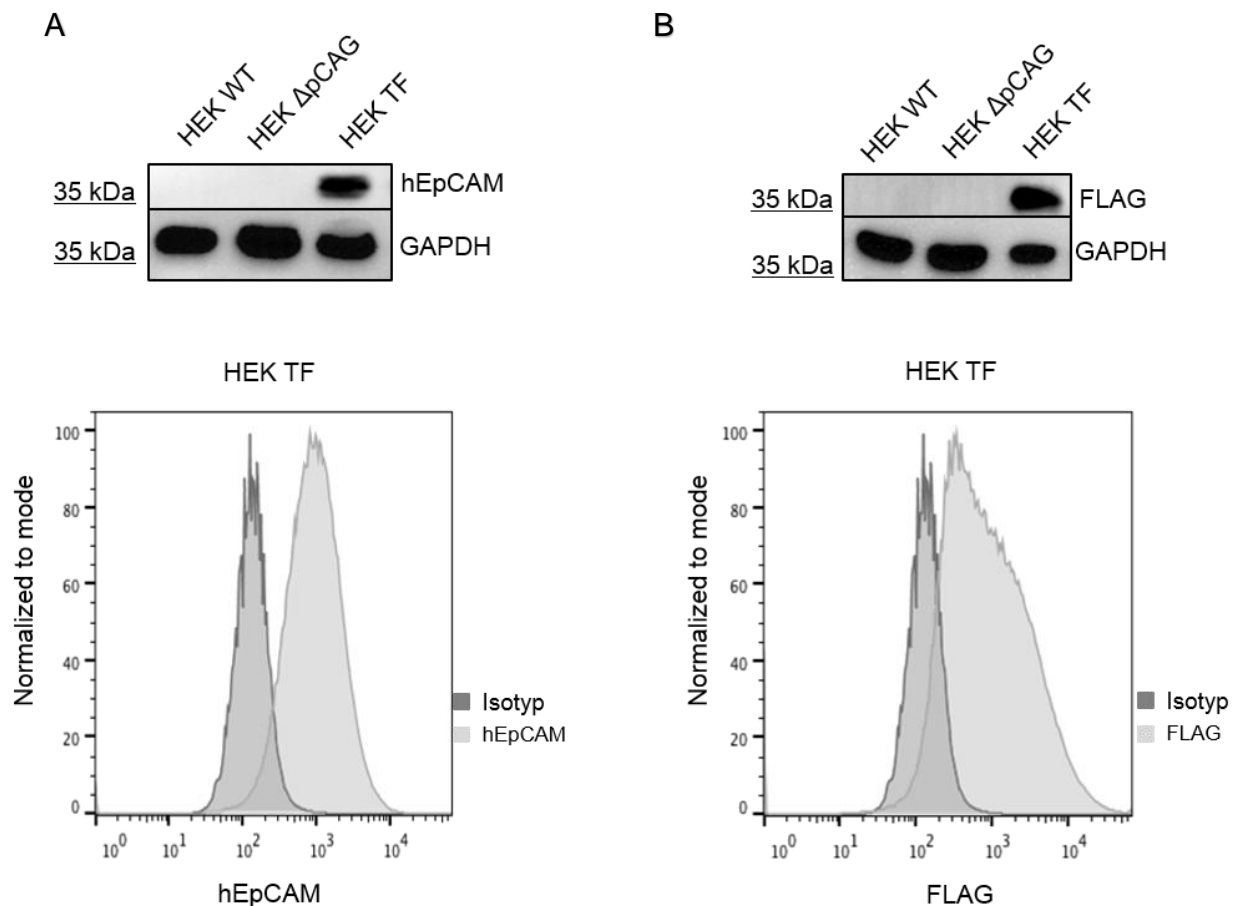 A
HEK WT
HEK ΔpCAG
HEK TF
35 kDa
hEpCAM
35 kDa
GAPDH
HEK TF
Normalized to mode
100
80
60
40
20
0
10^0
10^1
10^2
10^3
10^4
hEpCAM
Isotyp
hEpCAM
B
HEK WT
HEK ΔpCAG
HEK TF
35 kDa
FLAG
35 kDa
GAPDH
HEK TF
Normalized to mode
100
80
60
40
20
0
10^0
10^1
10^2
10^3
10^4
FLAG
Isotyp
FLAG